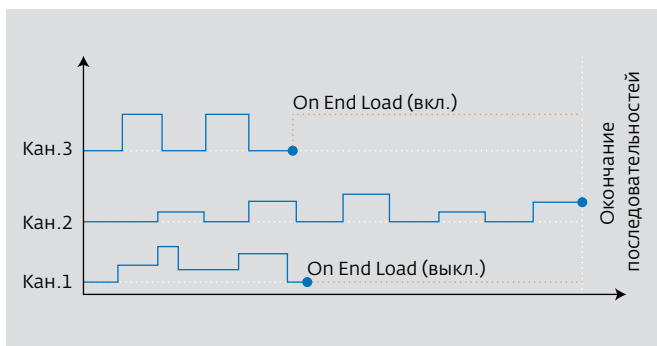 On End Load (вкл.)
Кан.3
Кан.2
On End Load (выкл.)
Кан.1
Окончание
последовательностей